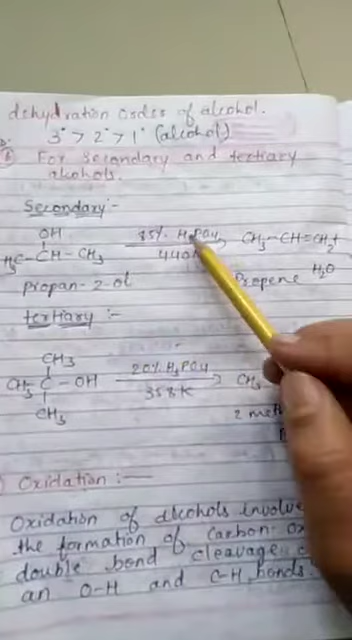 dehydration order of alcohol.
3° > 2° > 1° (alcohol)
For secondary and tertiary
alcohols.
Secondary :-
OH
H3C - CH - CH3 85% H3PO4 CH3-CH=CH2+
440K H2O
propan-2-ol Propene
tertiary :-
CH3
CH3 - C - OH 20% H3PO4 CH3
358K
CH3 2 meth
Oxidation :-
Oxidation of alcohols involve
the formation of Carbon-Ox
double bond cleavage
an O-H and C-H bonds.